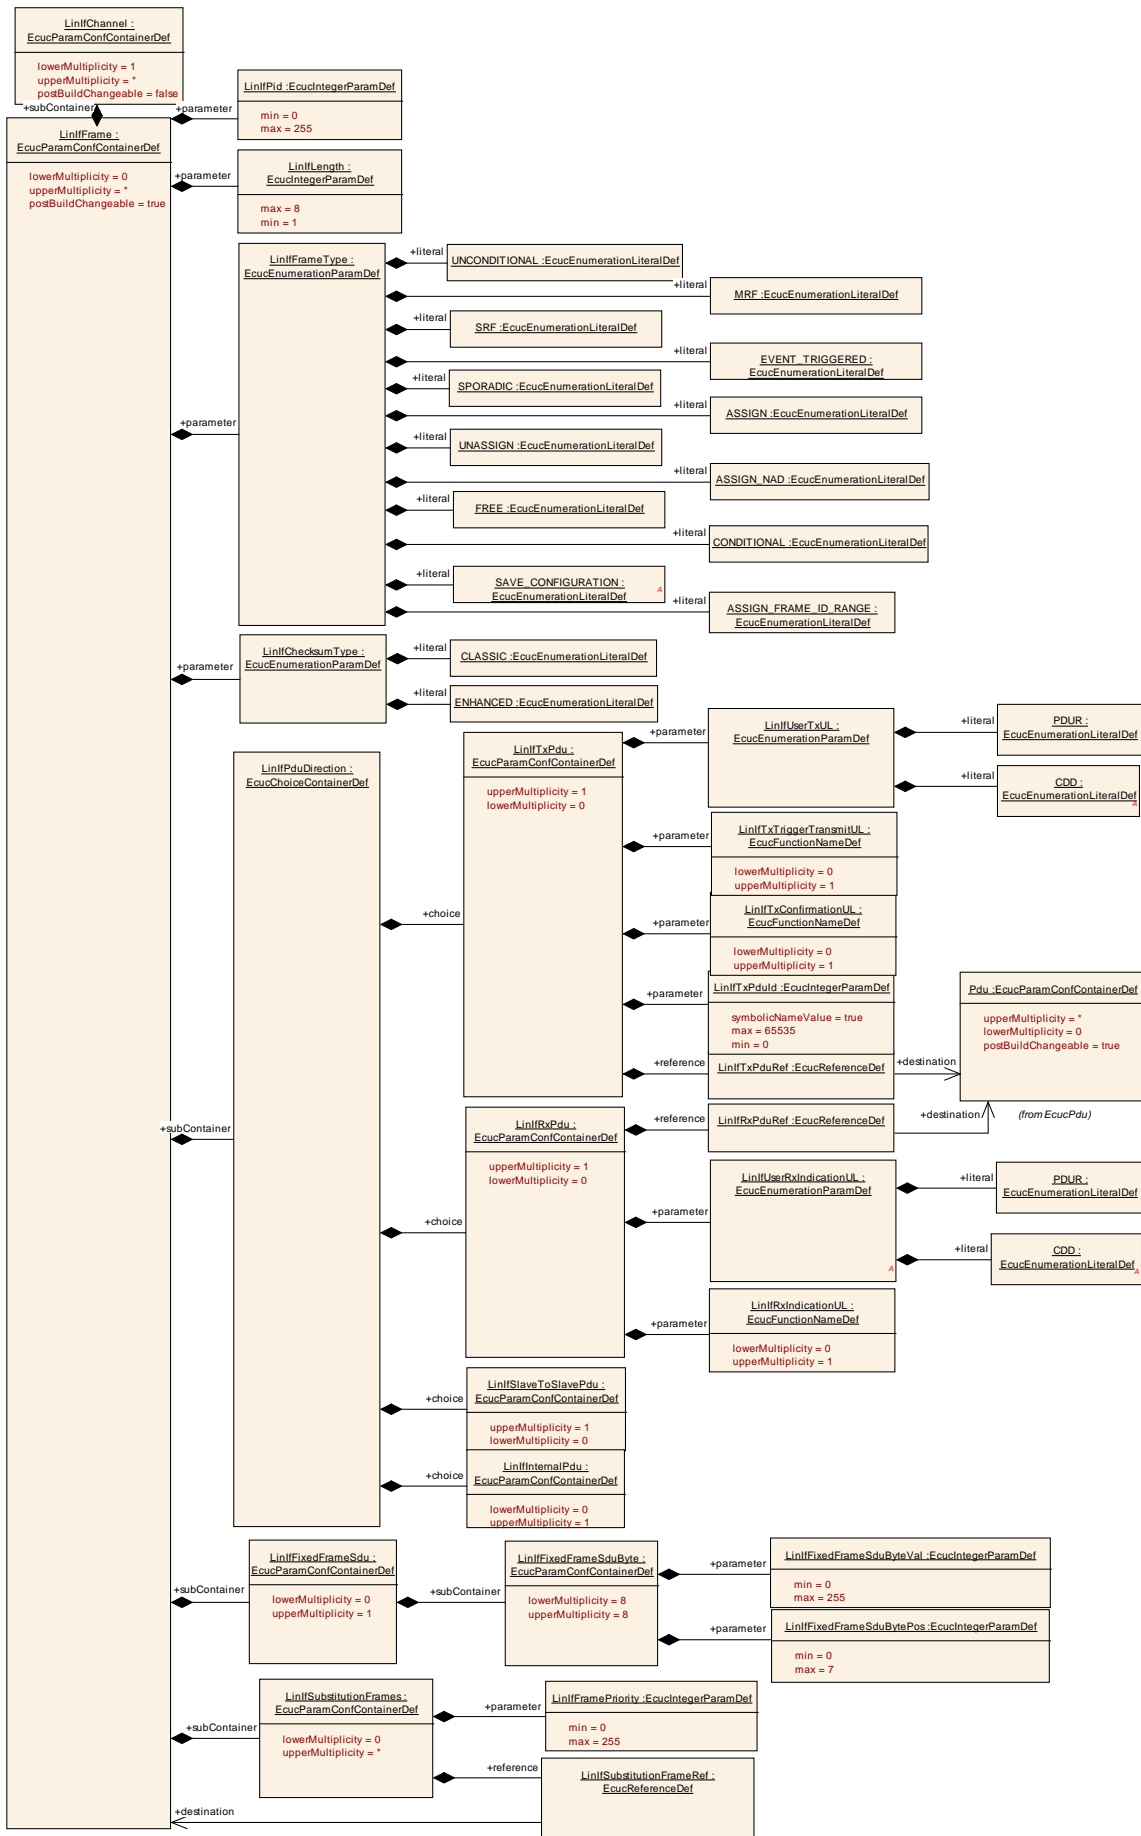 LinIfChannel :
EcucParamConfContainerDef
lowerMultiplicity = 1
upperMultiplicity = *
postBuildChangeable = false
+subContainer
LinIfFrame :
EcucParamConfContainerDef
lowerMultiplicity = 0
upperMultiplicity = *
postBuildChangeable = true
+parameter
LinIfPid :EcucIntegerParamDef
min = 0
max = 255
+parameter
LinIfLength :
EcucIntegerParamDef
max = 8
min = 1
+parameter
LinIfFrameType :
EcucEnumerationParamDef
+literal
UNCONDITIONAL :EcucEnumerationLiteralDef
+literal
MRF :EcucEnumerationLiteralDef
+literal
SRF :EcucEnumerationLiteralDef
+literal
EVENT_TRIGGERED :
EcucEnumerationLiteralDef
+literal
SPORADIC :EcucEnumerationLiteralDef
+literal
ASSIGN :EcucEnumerationLiteralDef
+literal
UNASSIGN :EcucEnumerationLiteralDef
+literal
ASSIGN_NAD :EcucEnumerationLiteralDef
+literal
FREE :EcucEnumerationLiteralDef
+literal
CONDITIONAL :EcucEnumerationLiteralDef
+literal
SAVE_CONFIGURATION :
EcucEnumerationLiteralDef
A
+literal
ASSIGN_FRAME_ID_RANGE :
EcucEnumerationLiteralDef
+parameter
LinIfChecksumType :
EcucEnumerationParamDef
+literal
CLASSIC :EcucEnumerationLiteralDef
+literal
ENHANCED :EcucEnumerationLiteralDef
+subContainer
LinIfPduDirection :
EcucChoiceContainerDef
+choice
LinIfTxPdu :
EcucParamConfContainerDef
upperMultiplicity = 1
lowerMultiplicity = 0
+parameter
LinIfUserTxUL :
EcucEnumerationParamDef
+literal
PDUR :
EcucEnumerationLiteralDef
+literal
CDD :
EcucEnumerationLiteralDef
A
+parameter
LinIfTxTriggerTransmitUL :
EcucFunctionNameDef
lowerMultiplicity = 0
upperMultiplicity = 1
+parameter
LinIfTxConfirmationUL :
EcucFunctionNameDef
lowerMultiplicity = 0
upperMultiplicity = 1
+parameter
LinIfTxPduId :EcucIntegerParamDef
symbolicNameValue = true
max = 65535
min = 0
+reference
LinIfTxPduRef :EcucReferenceDef
+destination
Pdu :EcucParamConfContainerDef
upperMultiplicity = *
lowerMultiplicity = 0
postBuildChangeable = true
(from EcucPdu)
+choice
LinIfRxPdu :
EcucParamConfContainerDef
upperMultiplicity = 1
lowerMultiplicity = 0
+reference
LinIfRxPduRef :EcucReferenceDef
+destination
+parameter
LinIfUserRxIndicationUL :
EcucEnumerationParamDef
A
+literal
PDUR :
EcucEnumerationLiteralDef
+literal
CDD :
EcucEnumerationLiteralDef
A
+parameter
LinIfRxIndicationUL :
EcucFunctionNameDef
lowerMultiplicity = 0
upperMultiplicity = 1
+choice
LinIfSlaveToSlavePdu :
EcucParamConfContainerDef
upperMultiplicity = 1
lowerMultiplicity = 0
+choice
LinIfInternalPdu :
EcucParamConfContainerDef
lowerMultiplicity = 0
upperMultiplicity = 1
+subContainer
LinIfFixedFrameSdu :
EcucParamConfContainerDef
lowerMultiplicity = 0
upperMultiplicity = 1
+subContainer
LinIfFixedFrameSduByte :
EcucParamConfContainerDef
lowerMultiplicity = 8
upperMultiplicity = 8
+parameter
LinIfFixedFrameSduByteVal :EcucIntegerParamDef
min = 0
max = 255
+parameter
LinIfFixedFrameSduBytePos :EcucIntegerParamDef
min = 0
max = 7
+subContainer
LinIfSubstitutionFrames :
EcucParamConfContainerDef
lowerMultiplicity = 0
upperMultiplicity = *
+parameter
LinIfFramePriority :EcucIntegerParamDef
min = 0
max = 255
+reference
LinIfSubstitutionFrameRef :
EcucReferenceDef
+destination